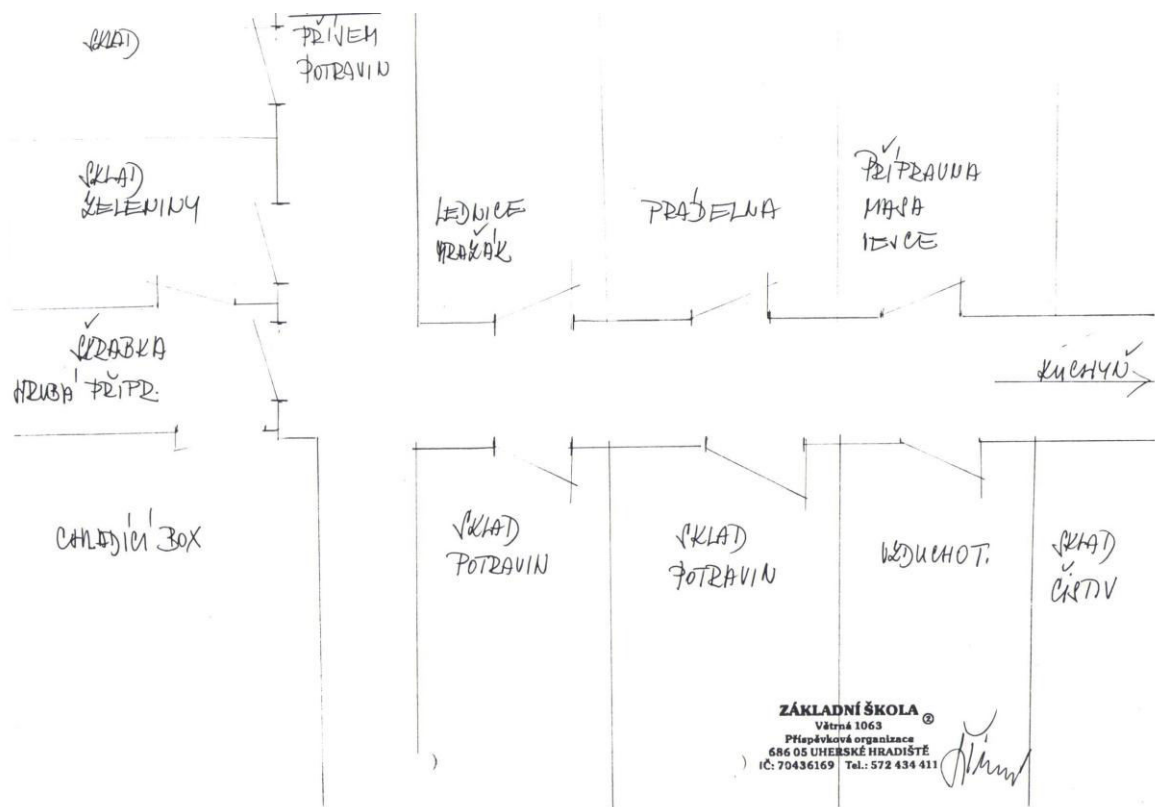 SKLAD
PŘÍJEM
POTRAVIN
SKLAD
ZELENINY
LEDNICE
MRAŽÁK
PRÁDELNA
PŘÍPRAVNA
MASA
VEJCE
ŠKRABKA
HRUBÁ PŘÍPR.
KUCHYŇ
CHLADÍCÍ BOX
SKLAD
POTRAVIN
SKLAD
POTRAVIN
VZDUCHOT.
SKLAD
ČISTIV
ZÁKLADNÍ ŠKOLA ②
Větrná 1063
Příspěvková organizace
686 05 UHERSKÉ HRADIŠTĚ
IČ: 70436169 Tel.: 572 434 411